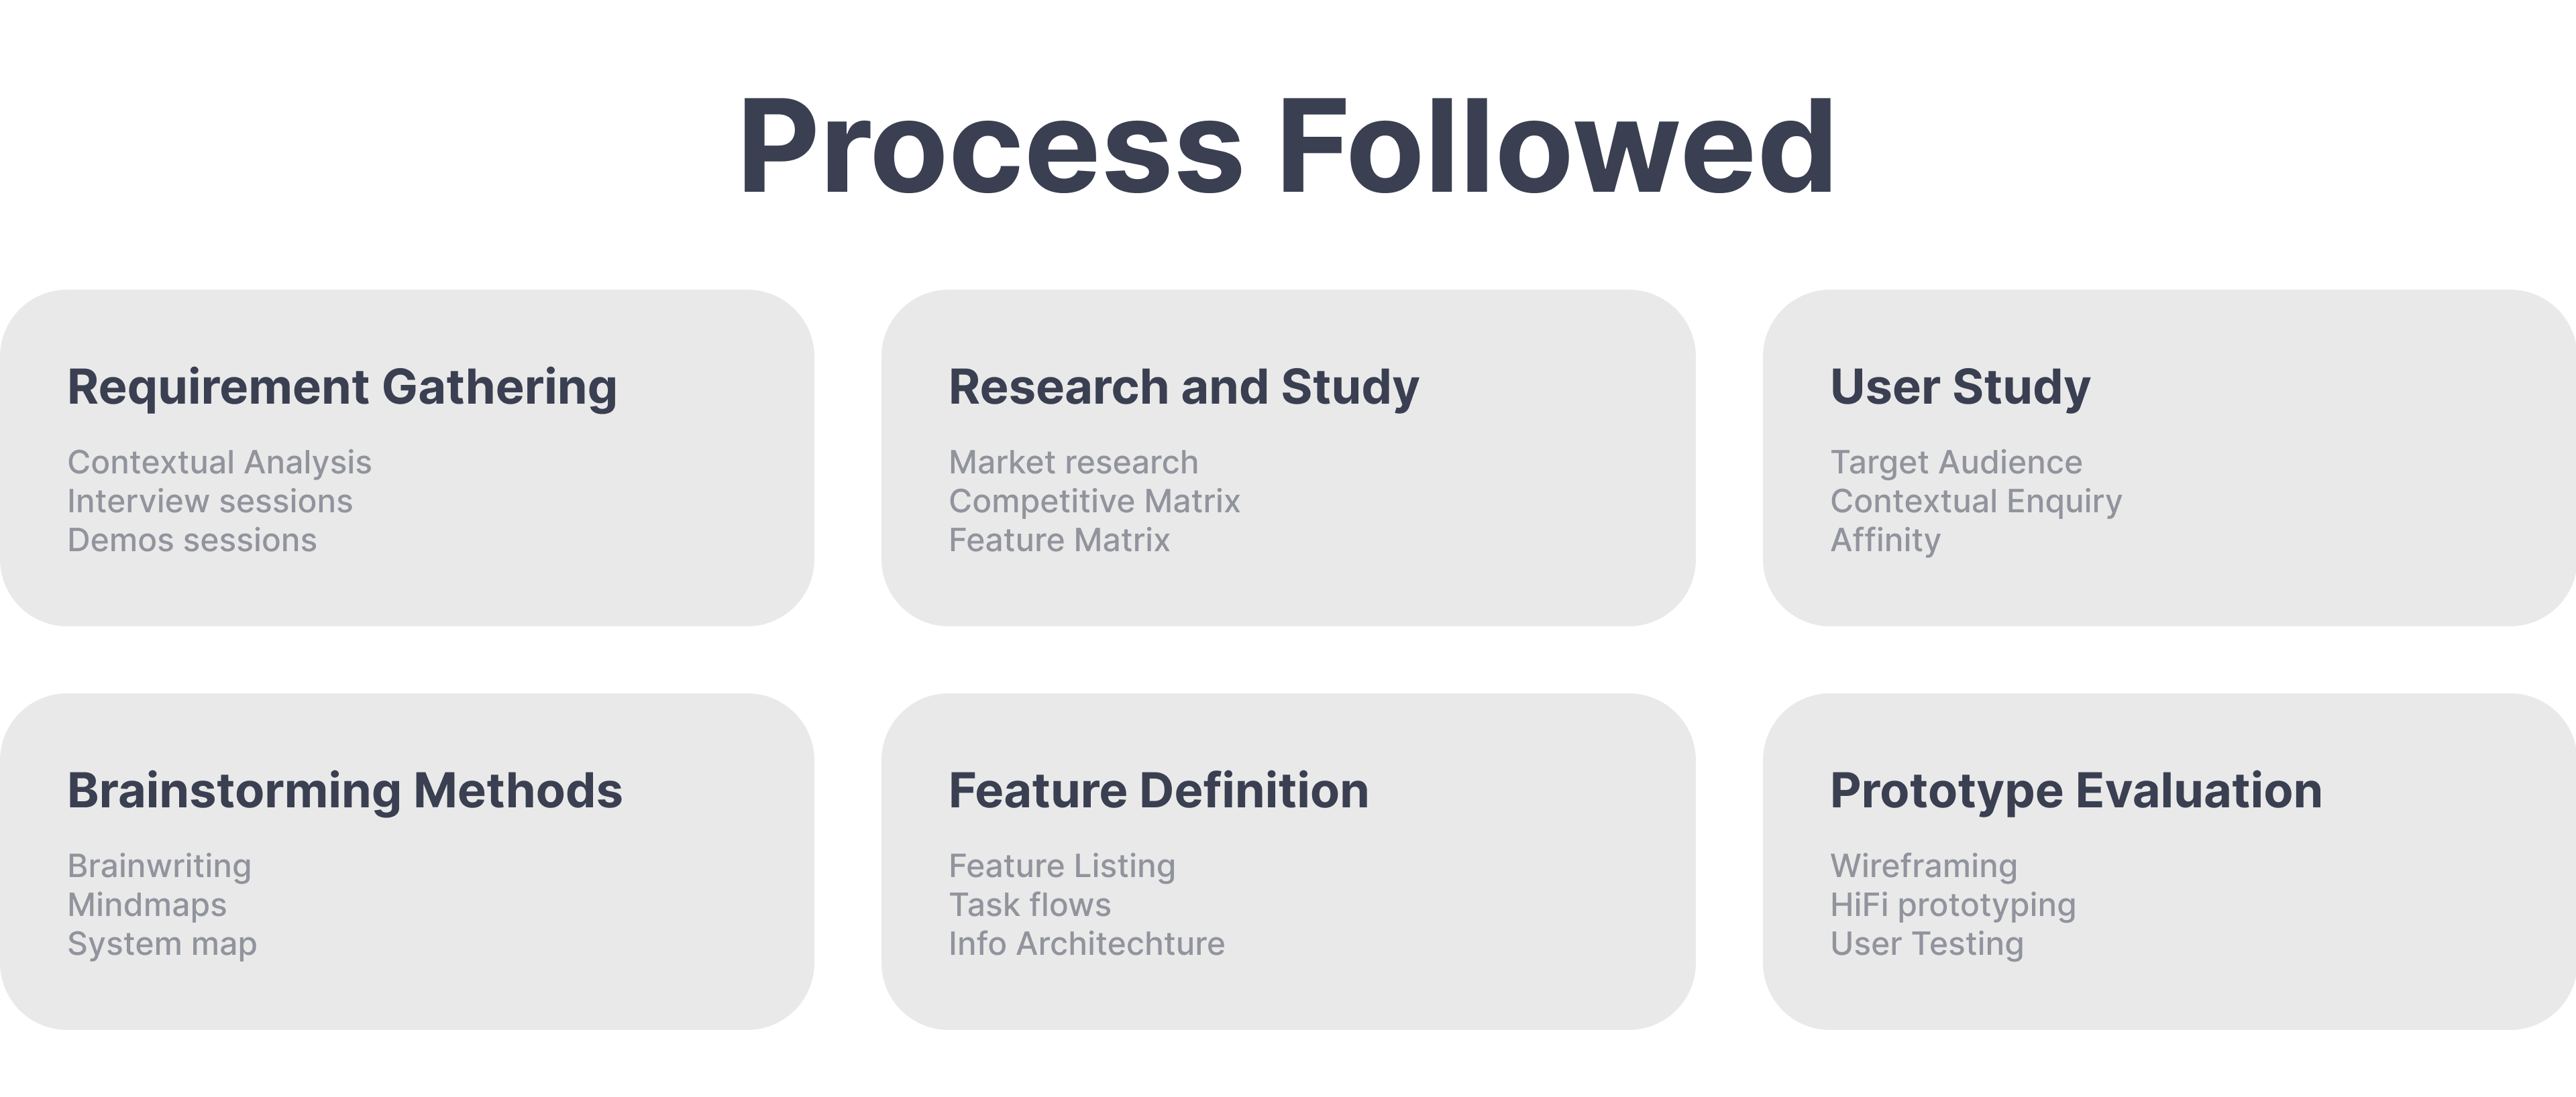 Process Followed
Requirement Gathering
Contextual Analysis
Interview sessions
Demos sessions
Research and Study
Market research
Competitive Matrix
Feature Matrix
User Study
Target Audience
Contextual Enquiry
Affinity
Brainstorming Methods
Brainwriting
Mindmaps
System map
Feature Definition
Feature Listing
Task flows
Info Architechture
Prototype Evaluation
Wireframing
HiFi prototyping
User Testing